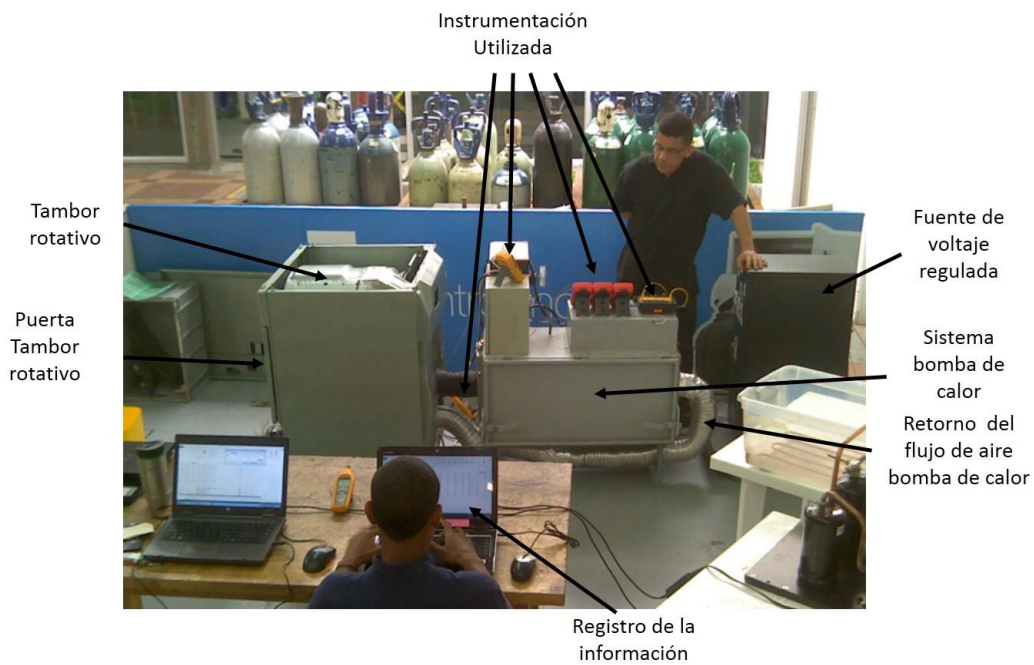 Instrumentación
Utilizada
Tambor
rotativo
Fuente de
voltaje
regulada
Puerta
Tambor
rotativo
Sistema
bomba de
calor
Retorno del
flujo de aire
bomba de calor
Registro de la
información